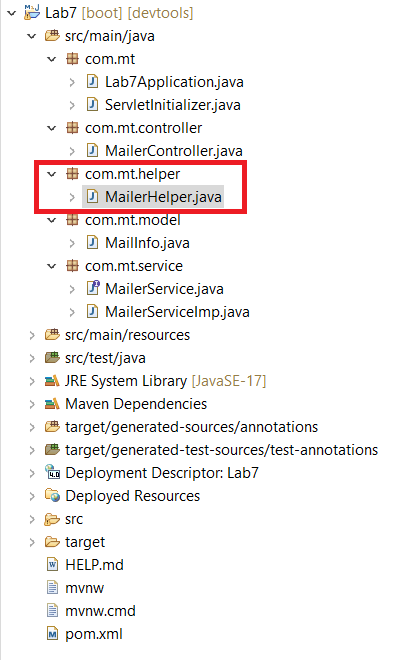 Lab7 [boot] [devtools]
src/main/java
com.mt
Lab7Application.java
ServletInitializer.java
com.mt.controller
MailerController.java
com.mt.helper
MailerHelper.java
com.mt.model
MailInfo.java
com.mt.service
MailerService.java
MailerServiceImp.java
src/main/resources
src/test/java
JRE System Library [JavaSE-17]
Maven Dependencies
target/generated-sources/annotations
target/generated-test-sources/test-annotations
Deployment Descriptor: Lab7
Deployed Resources
src
target
HELP.md
mvnw
mvnw.cmd
pom.xml